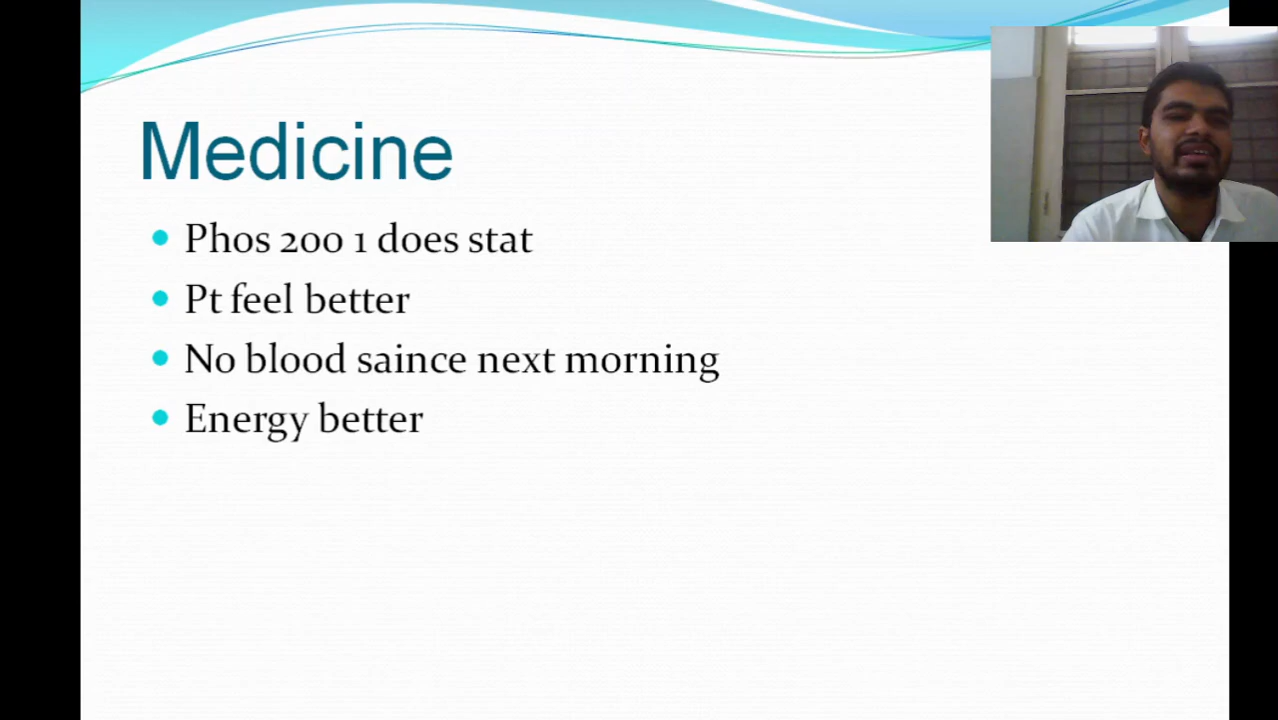 Medicine
Phos 200 1 does stat
Pt feel better
No blood saince next morning
Energy better